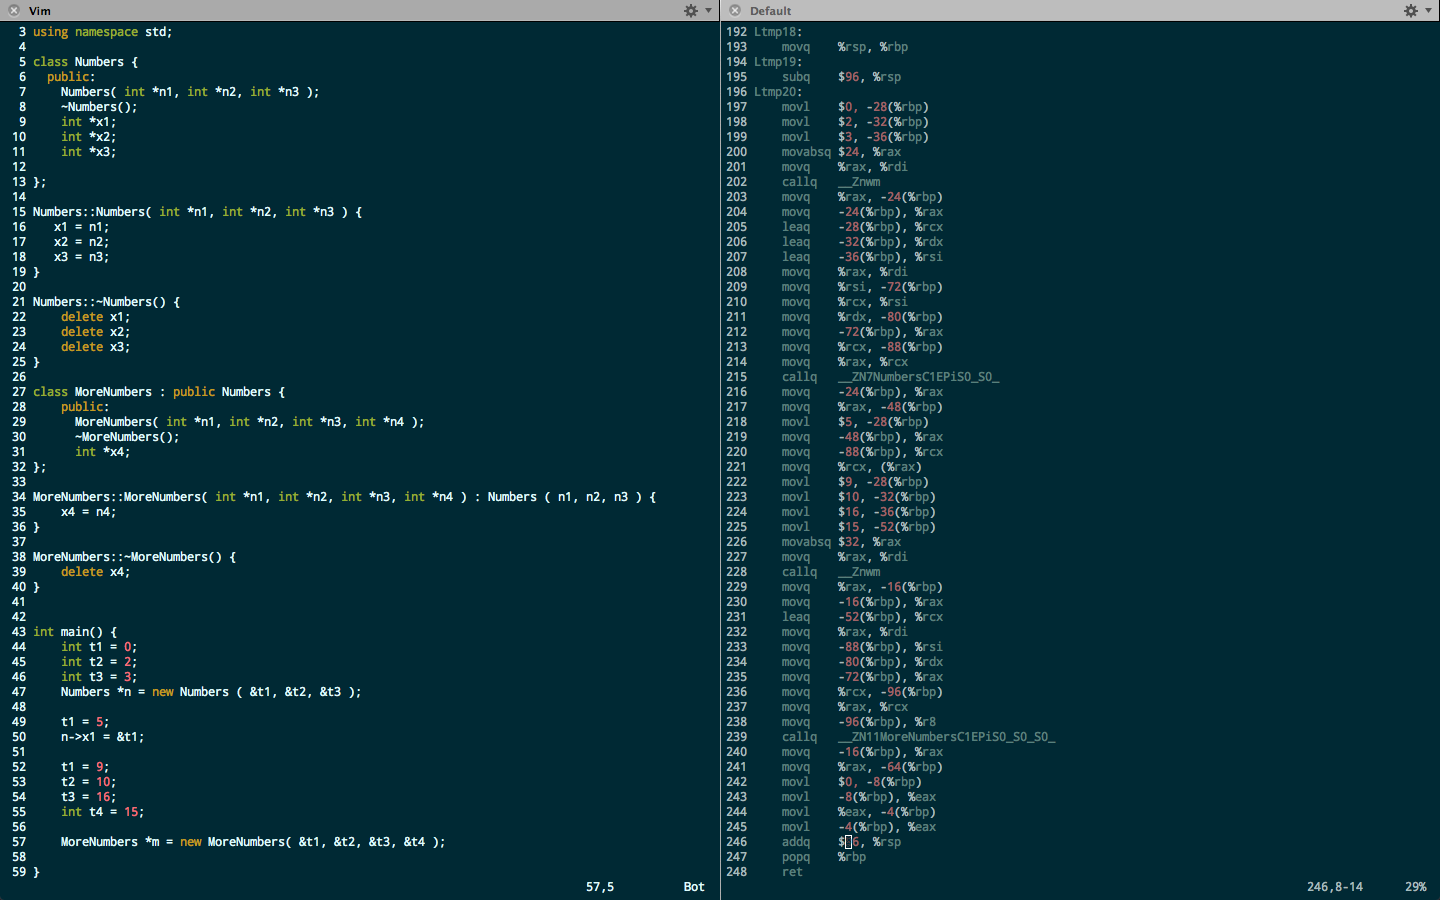 Vim
3 using namespace std;
4
5 class Numbers {
6   public:
7     Numbers( int *n1, int *n2, int *n3 );
8     ~Numbers();
9     int *x1;
10     int *x2;
11     int *x3;
12
13 };
14
15 Numbers::Numbers( int *n1, int *n2, int *n3 ) {
16    x1 = n1;
17    x2 = n2;
18    x3 = n3;
19 }
20
21 Numbers::~Numbers() {
22     delete x1;
23     delete x2;
24     delete x3;
25 }
26
27 class MoreNumbers : public Numbers {
28     public:
29       MoreNumbers( int *n1, int *n2, int *n3, int *n4 );
30       ~MoreNumbers();
31       int *x4;
32 };
33
34 MoreNumbers::MoreNumbers( int *n1, int *n2, int *n3, int *n4 ) : Numbers ( n1, n2, n3 ) {
35     x4 = n4;
36 }
37
38 MoreNumbers::~MoreNumbers() {
39     delete x4;
40 }
41
42
43 int main() {
44     int t1 = 0;
45     int t2 = 2;
46     int t3 = 3;
47     Numbers *n = new Numbers ( &t1, &t2, &t3 );
48
49     t1 = 5;
50     n->x1 = &t1;
51
52     t1 = 9;
53     t2 = 10;
54     t3 = 16;
55     int t4 = 15;
56
57     MoreNumbers *m = new MoreNumbers( &t1, &t2, &t3, &t4 );
58
59 }
57,5 Bot
Default
192 Ltmp18:
193     movq    %rsp, %rbp
194 Ltmp19:
195     subq    $96, %rsp
196 Ltmp20:
197     movl    $0, -28(%rbp)
198     movl    $2, -32(%rbp)
199     movl    $3, -36(%rbp)
200     movabsq $24, %rax
201     movq    %rax, %rdi
202     callq   __Znwm
203     movq    %rax, -24(%rbp)
204     movq    -24(%rbp), %rax
205     leaq    -28(%rbp), %rcx
206     leaq    -32(%rbp), %rdx
207     leaq    -36(%rbp), %rsi
208     movq    %rax, %rdi
209     movq    %rsi, -72(%rbp)
210     movq    %rcx, %rsi
211     movq    %rdx, -80(%rbp)
212     movq    -72(%rbp), %rax
213     movq    %rcx, -88(%rbp)
214     movq    %rax, %rcx
215     callq   __ZN7NumbersC1EPiS0_S0_
216     movq    -24(%rbp), %rax
217     movq    %rax, -48(%rbp)
218     movl    $5, -28(%rbp)
219     movq    -48(%rbp), %rax
220     movq    -88(%rbp), %rcx
221     movq    %rcx, (%rax)
222     movl    $9, -28(%rbp)
223     movl    $10, -32(%rbp)
224     movl    $16, -36(%rbp)
225     movl    $15, -52(%rbp)
226     movabsq $32, %rax
227     movq    %rax, %rdi
228     callq   __Znwm
229     movq    %rax, -16(%rbp)
230     movq    -16(%rbp), %rax
231     leaq    -52(%rbp), %rcx
232     movq    %rax, %rdi
233     movq    -88(%rbp), %rsi
234     movq    -80(%rbp), %rdx
235     movq    -72(%rbp), %rax
236     movq    %rcx, -96(%rbp)
237     movq    %rax, %rcx
238     movq    -96(%rbp), %r8
239     callq   __ZN11MoreNumbersC1EPiS0_S0_S0_
240     movq    -16(%rbp), %rax
241     movq    %rax, -64(%rbp)
242     movl    $0, -8(%rbp)
243     movl    -8(%rbp), %eax
244     movl    %eax, -4(%rbp)
245     movl    -4(%rbp), %eax
246     addq    $96, %rsp
247     popq    %rbp
248     ret
246,8-14 29%